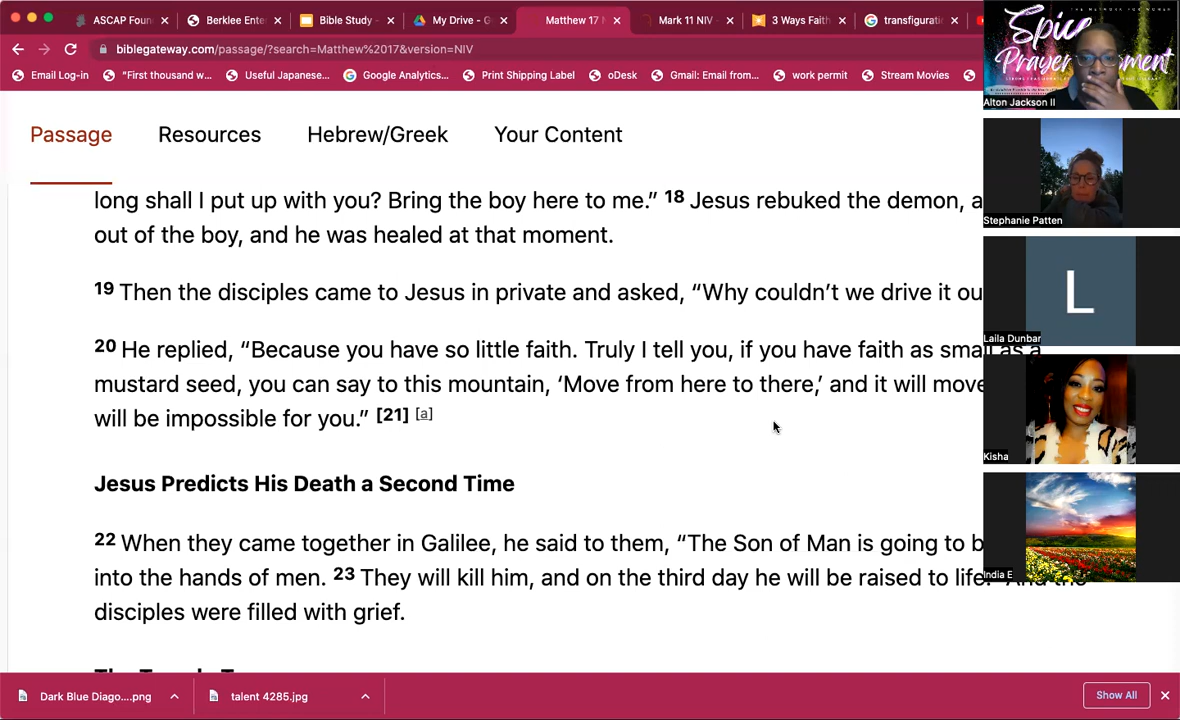 ASCAP Foun
Berklee Ente
Bible Study -
My Drive - G
Matthew 17 N
Mark 11 NIV -
3 Ways Faith
transfigurati
biblegateway.com/passage/?search=Matthew%2017&version=NIV
Email Log-in
"First thousand w...
Useful Japanese...
Google Analytics...
Print Shipping Label
oDesk
Gmail: Email from...
work permit
Stream Movies
Passage
Resources
Hebrew/Greek
Your Content
long shall I put up with you? Bring the boy here to me.” 18 Jesus rebuked the demon, a
out of the boy, and he was healed at that moment.
19 Then the disciples came to Jesus in private and asked, “Why couldn’t we drive it ou
20 He replied, “Because you have so little faith. Truly I tell you, if you have faith as small as a
mustard seed, you can say to this mountain, ‘Move from here to there,’ and it will move
will be impossible for you.” [21] [a]
Jesus Predicts His Death a Second Time
22 When they came together in Galilee, he said to them, “The Son of Man is going to b
into the hands of men. 23 They will kill him, and on the third day he will be raised to life.” And the
disciples were filled with grief.
Dark Blue Diago....png
talent 4285.jpg
Show All
Epic
Prayer
Alton Jackson II
Stephanie Patten
L
Laila Dunbar
Kisha
India E